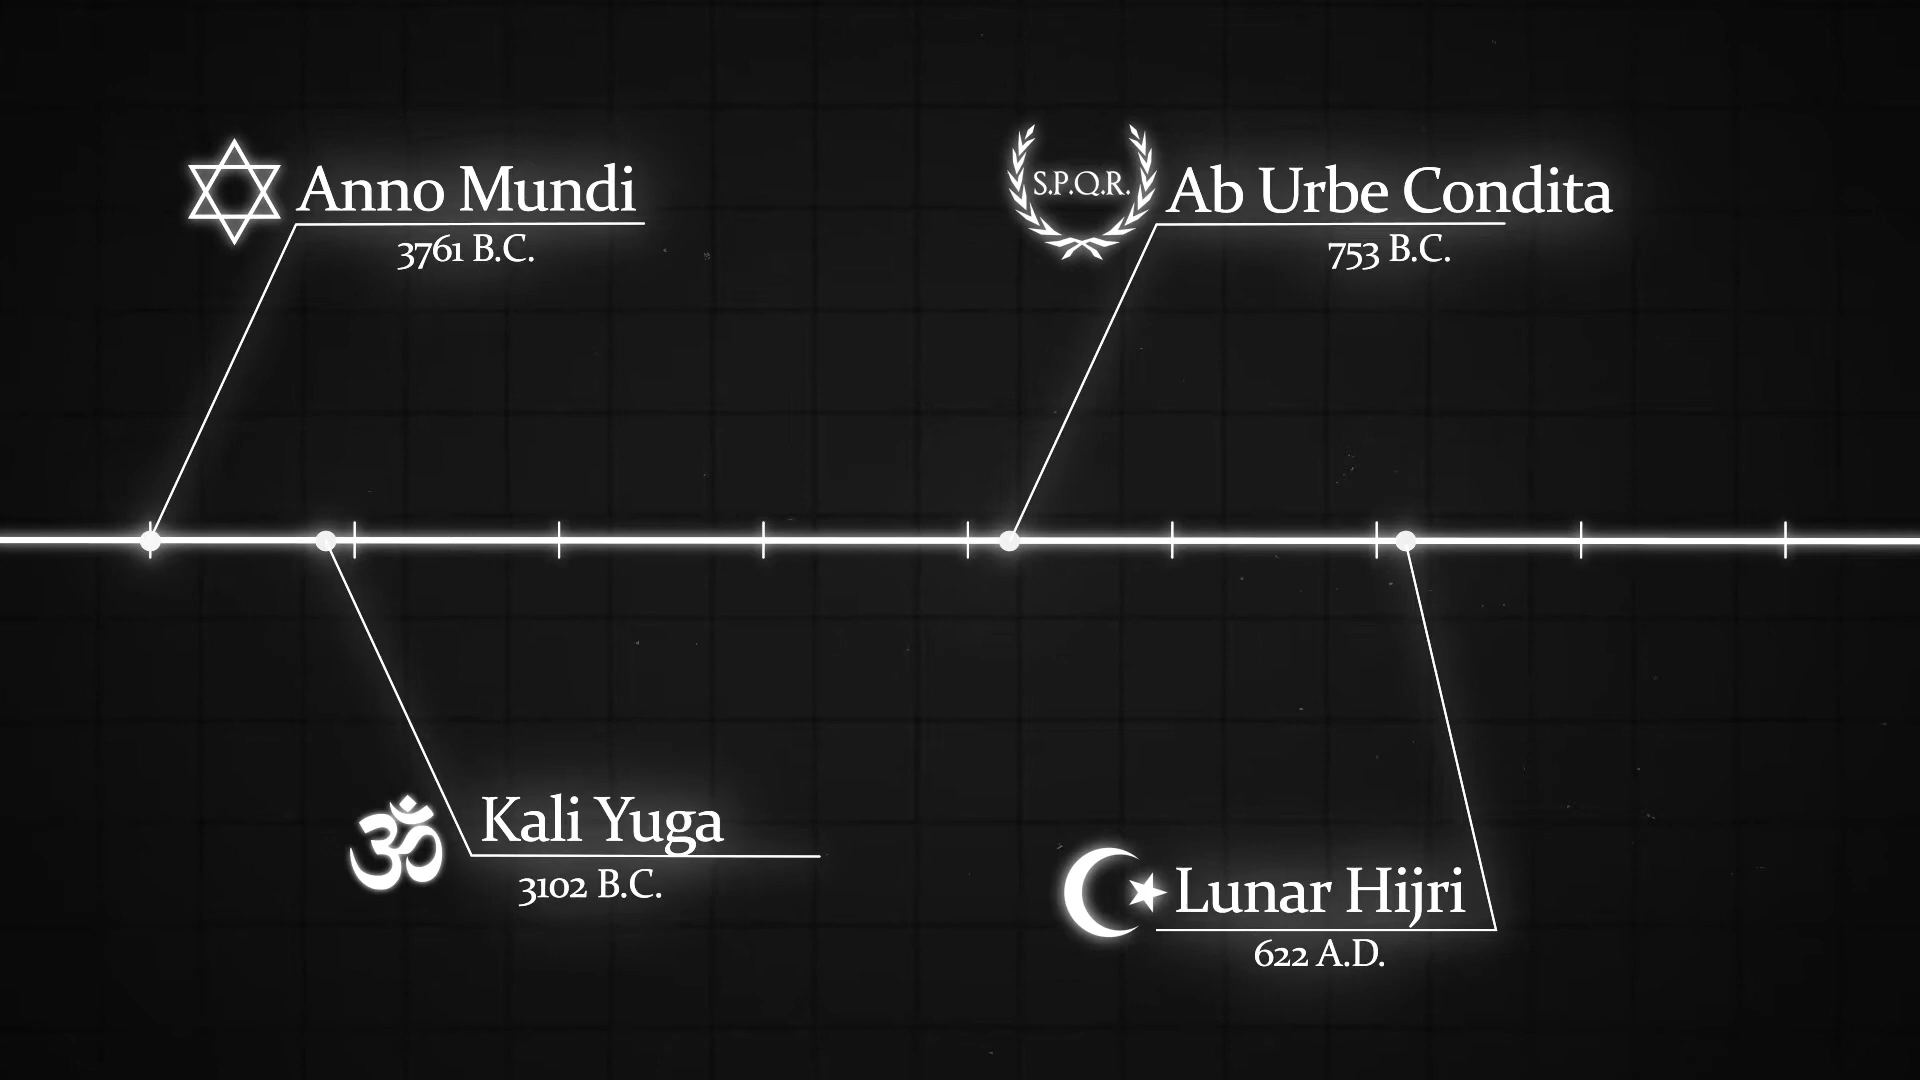 Anno Mundi
3761 B.C.
S.P.Q.R.
Ab Urbe Condita
753 B.C.
ॐ
Kali Yuga
3102 B.C.
Lunar Hijri
622 A.D.